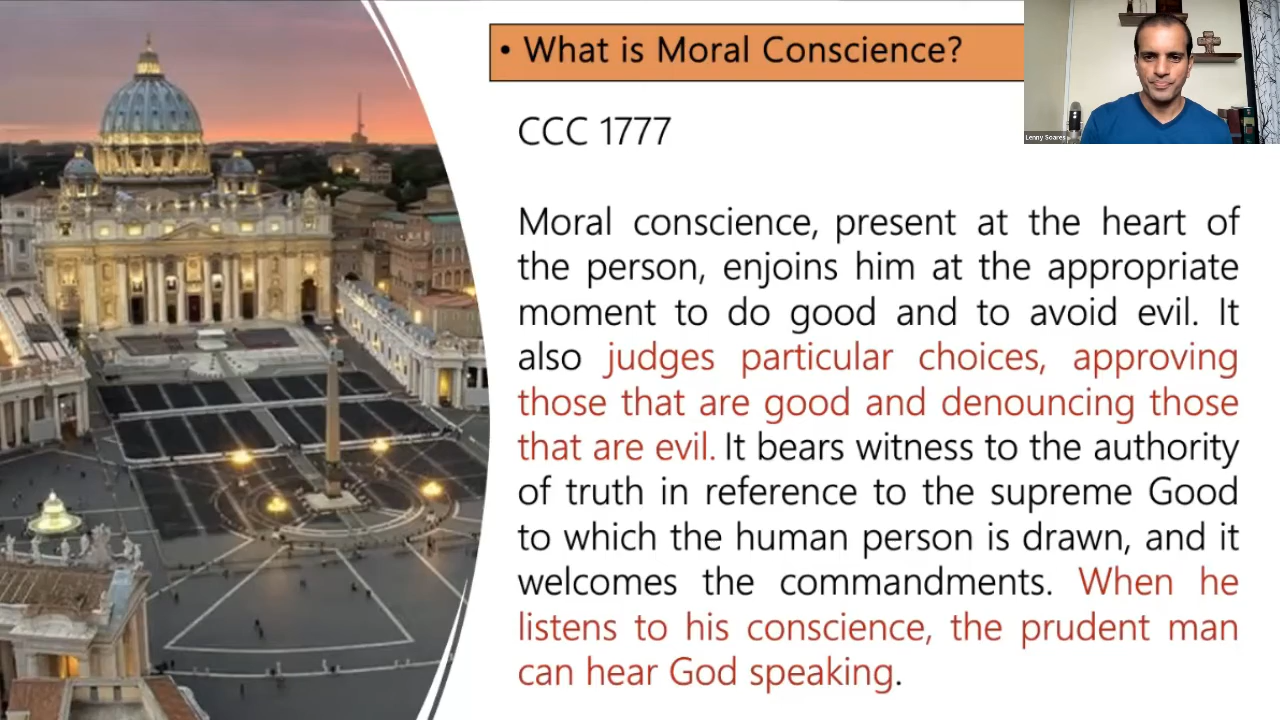 • What is Moral Conscience?
Lenny Soares
CCC 1777
Moral conscience, present at the heart of
the person, enjoins him at the appropriate
moment to do good and to avoid evil. It
also judges particular choices, approving
those that are good and denouncing those
that are evil. It bears witness to the authority
of truth in reference to the supreme Good
to which the human person is drawn, and it
welcomes the commandments. When he
listens to his conscience, the prudent man
can hear God speaking.